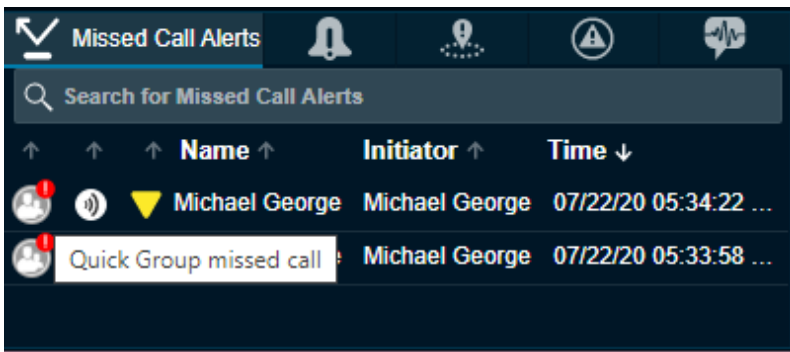 Missed Call Alerts
Search for Missed Call Alerts
Name Initiator Time
Michael George Michael George 07/22/20 05:34:22 ...
Quick Group missed call Michael George 07/22/20 05:33:58 ...